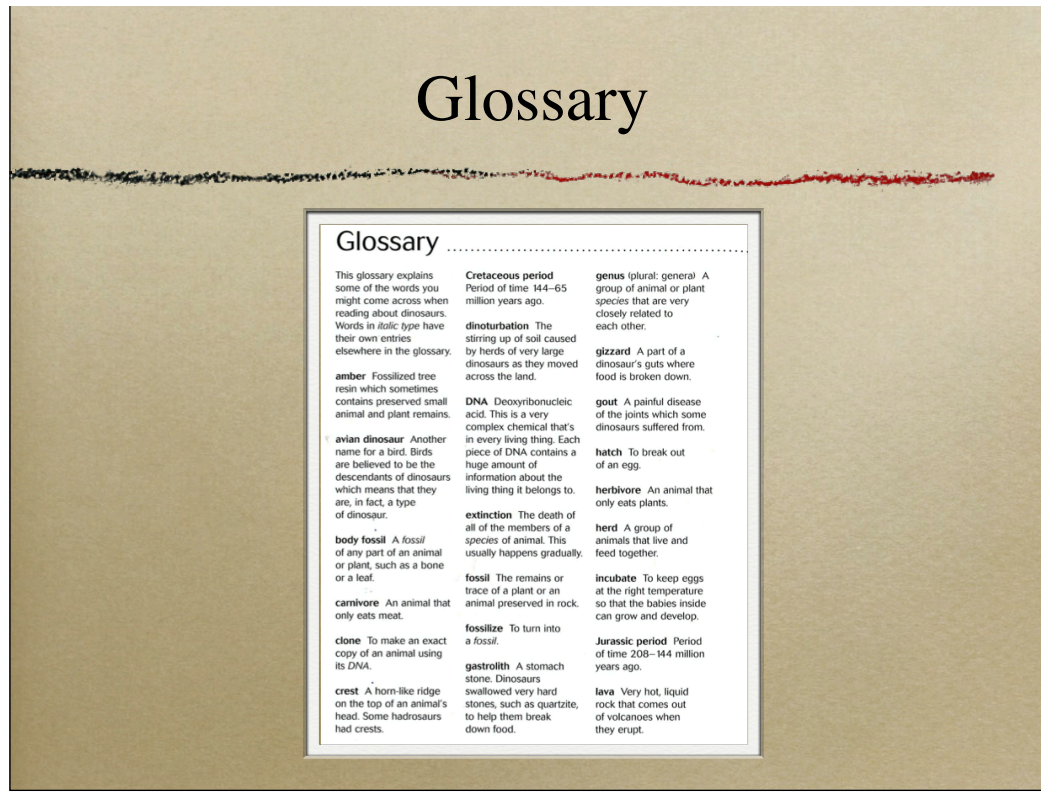 Glossary
Glossary
This glossary explains
some of the words you
might come across when
reading about dinosaurs.
Words in italic type have
their own entries
elsewhere in the glossary.
amber Fossilized tree
resin which sometimes
contains preserved small
animal and plant remains.
avian dinosaur Another
name for a bird. Birds
are believed to be the
descendants of dinosaurs
which means that they
are, in fact, a type
of dinosaur.
body fossil A fossil
of any part of an animal
or plant, such as a bone
or a leaf.
carnivore An animal that
only eats meat.
clone To make an exact
copy of an animal using
its DNA.
crest A horn-like ridge
on the top of an animal's
head. Some hadrosaurs
had crests.
Cretaceous period
Period of time 144–65
million years ago.
dinoturbation The
stirring up of soil caused
by herds of very large
dinosaurs as they moved
across the land.
DNA Deoxyribonucleic
acid. This is a very
complex chemical that's
in every living thing. Each
piece of DNA contains a
huge amount of
information about the
living thing it belongs to.
extinction The death of
all of the members of a
species of animal. This
usually happens gradually.
fossil The remains or
trace of a plant or an
animal preserved in rock.
fossilize To turn into
a fossil.
gastrolith A stomach
stone. Dinosaurs
swallowed very hard
stones, such as quartzite,
to help them break
down food.
genus (plural: genera) A
group of animal or plant
species that are very
closely related to
each other.
gizzard A part of a
dinosaur's guts where
food is broken down.
gout A painful disease
of the joints which some
dinosaurs suffered from.
hatch To break out
of an egg.
herbivore An animal that
only eats plants.
herd A group of
animals that live and
feed together.
incubate To keep eggs
at the right temperature
so that the babies inside
can grow and develop.
Jurassic period Period
of time 208–144 million
years ago.
lava Very hot, liquid
rock that comes out
of volcanoes when
they erupt.